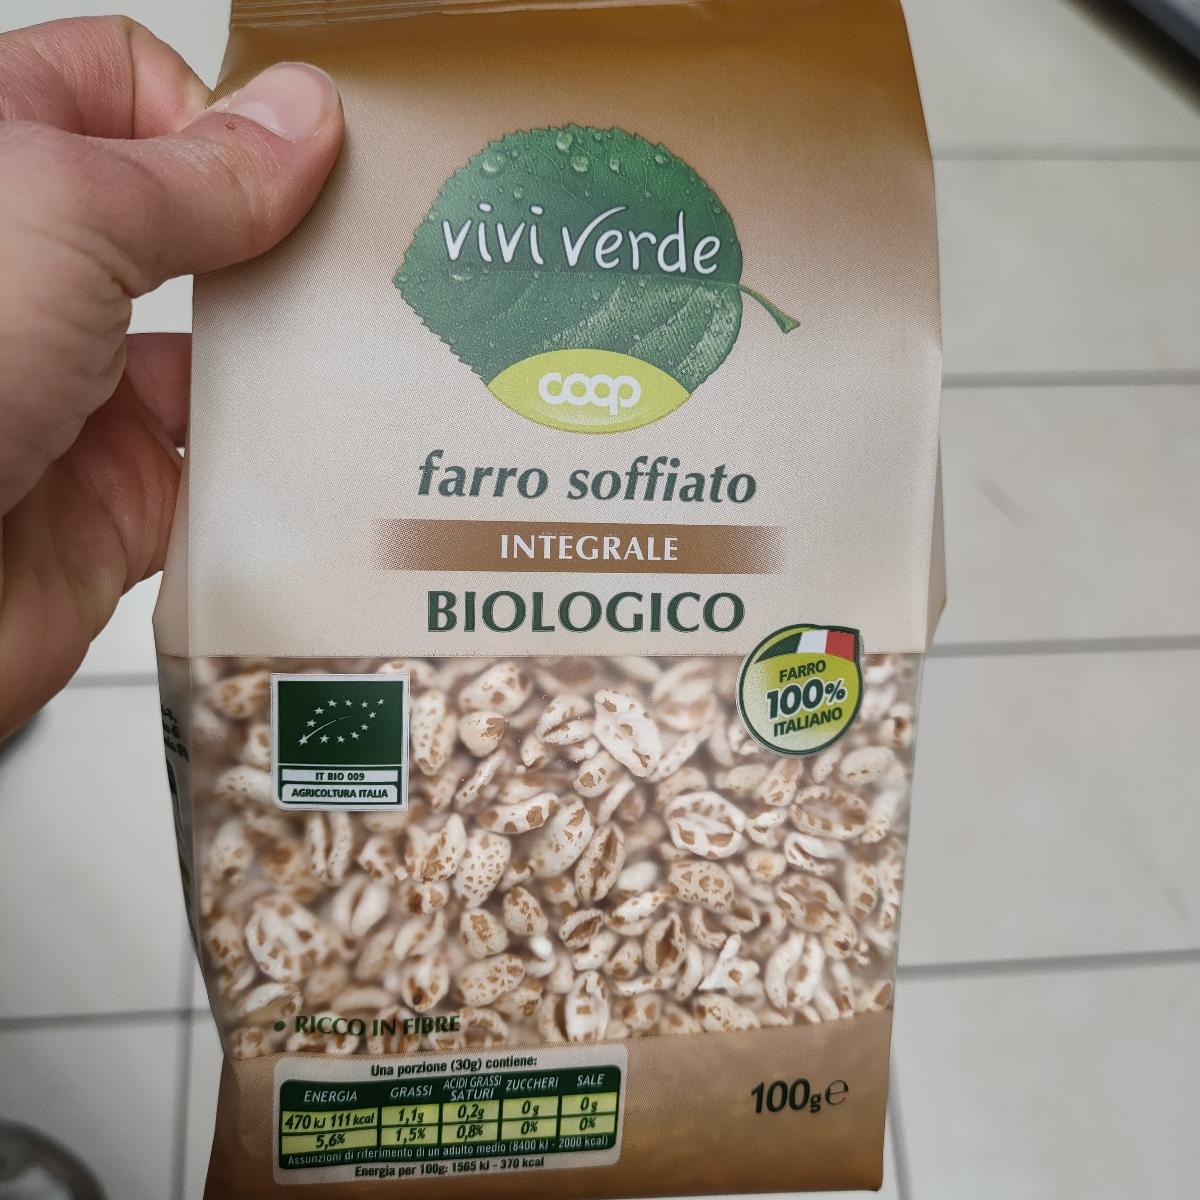 vivi verde
coop
farro soffiato
INTEGRALE
BIOLOGICO
FARRO
100%
ITALIANO
IT BIO 009
AGRICOLTURA ITALIA
• RICCO IN FIBRE
Una porzione (30g) contiene:
ENERGIA GRASSI ACIDI GRASSI SATURI ZUCCHERI SALE
470 kJ 111 kcal 1,1g 0,2g 0g 0g
5,6% 1,5% 0,8% 0% 0%
Assunzioni di riferimento di un adulto medio (8400 kJ - 2000 kcal)
Energia per 100g: 1565 kJ - 370 kcal
100g e